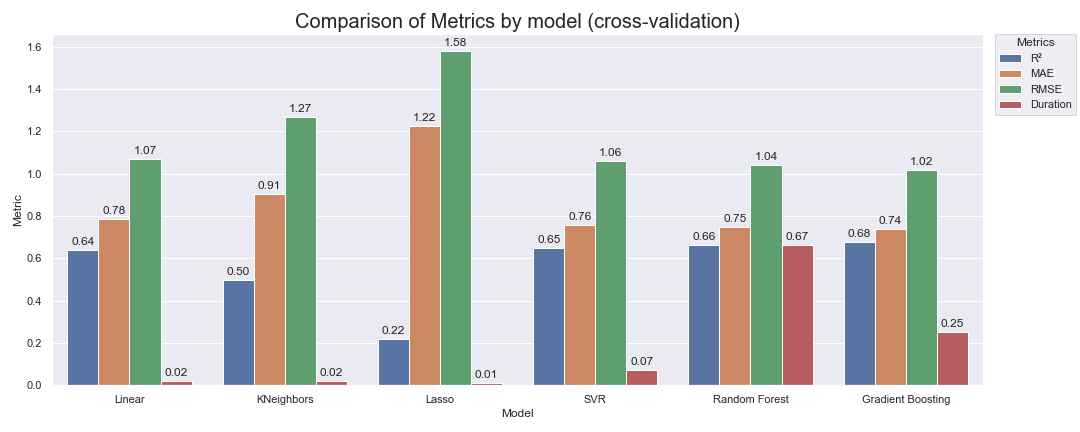 Comparison of Metrics by model (cross-validation)
Metrics
R²
MAE
RMSE
Duration
Metric
1.6
1.4
1.2
1.0
0.8
0.6
0.4
0.2
0.0
0.64
0.78
1.07
0.02
0.50
0.91
1.27
0.02
0.22
1.22
1.58
0.01
0.65
0.76
1.06
0.07
0.66
0.75
1.04
0.67
0.68
0.74
1.02
0.25
Linear
KNeighbors
Lasso
SVR
Random Forest
Gradient Boosting
Model